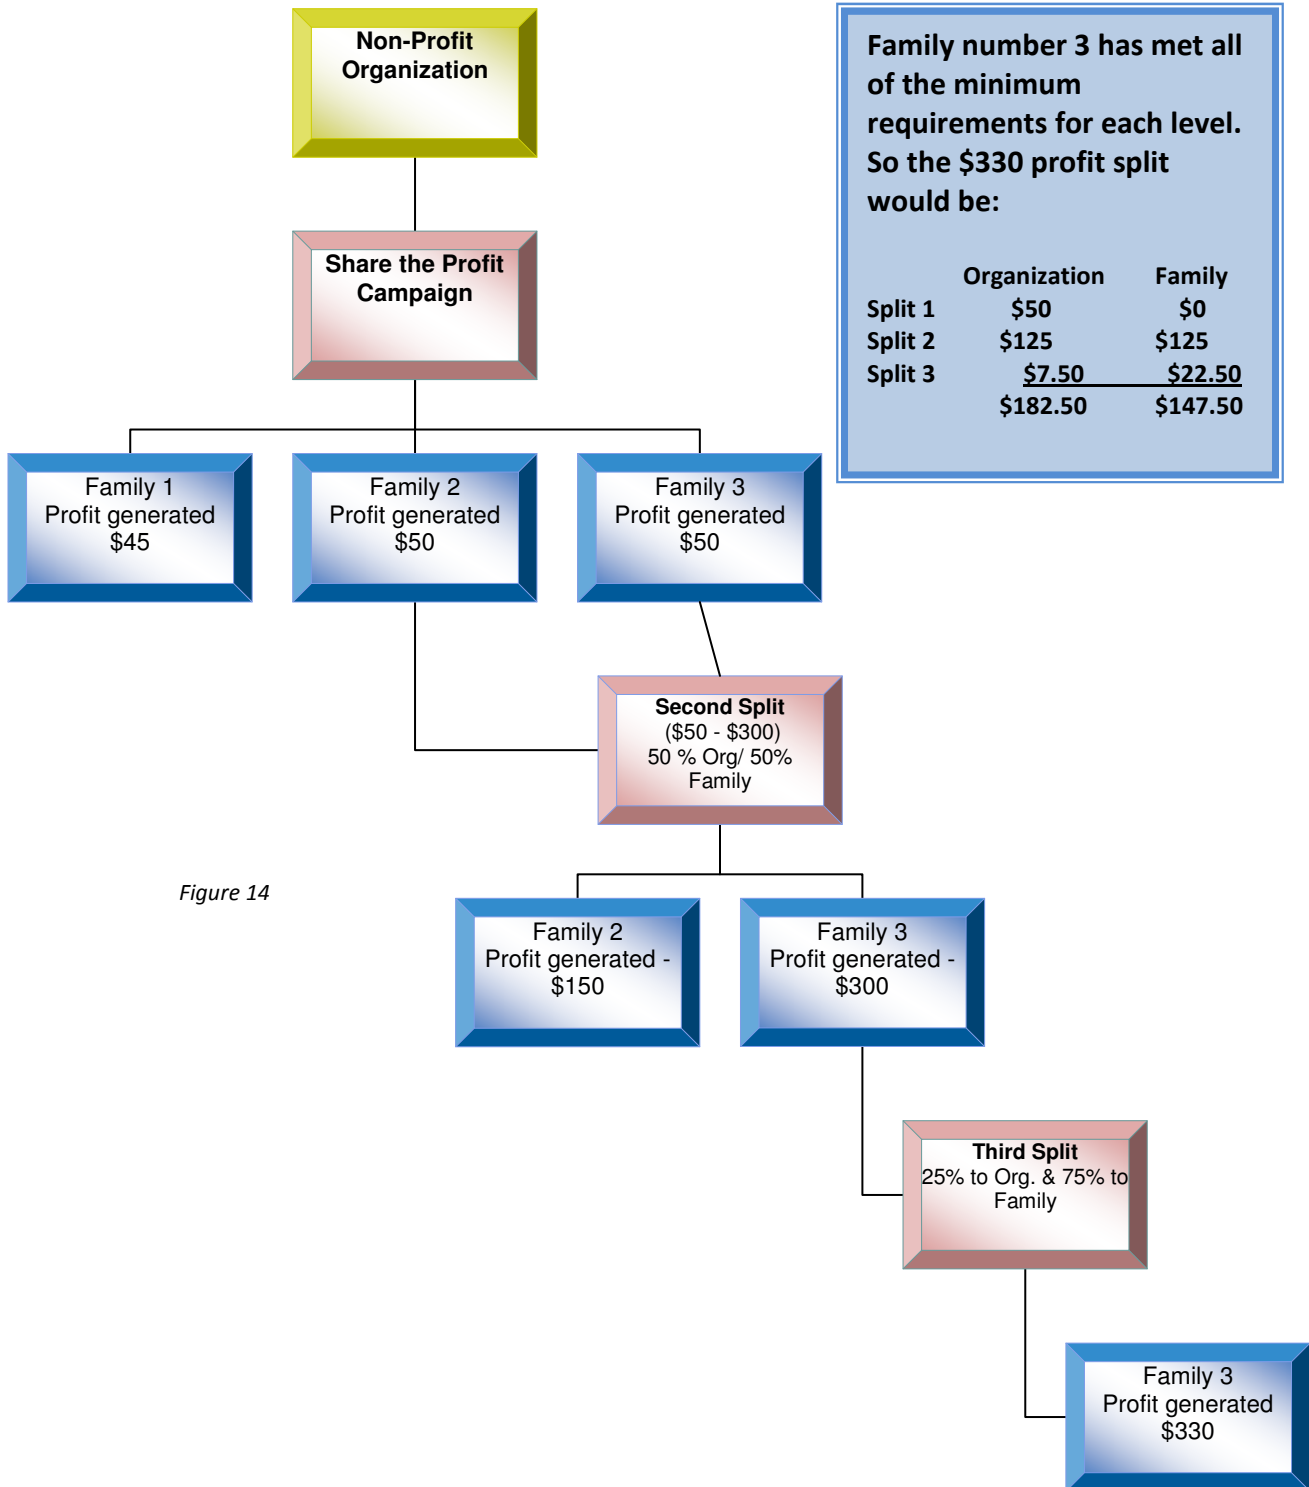 Non-Profit
Organization
Family number 3 has met all
of the minimum
requirements for each level.
So the $330 profit split
would be:
Organization Family
Split 1 $50 $0
Split 2 $125 $125
Split 3 $7.50 $22.50
$182.50 $147.50
Share the Profit
Campaign
Family 1
Profit generated
$45
Family 2
Profit generated
$50
Family 3
Profit generated
$50
Second Split
($50 - $300)
50 % Org/ 50%
Family
Figure 14
Family 2
Profit generated -
$150
Family 3
Profit generated -
$300
Third Split
25% to Org. & 75% to
Family
Family 3
Profit generated
$330